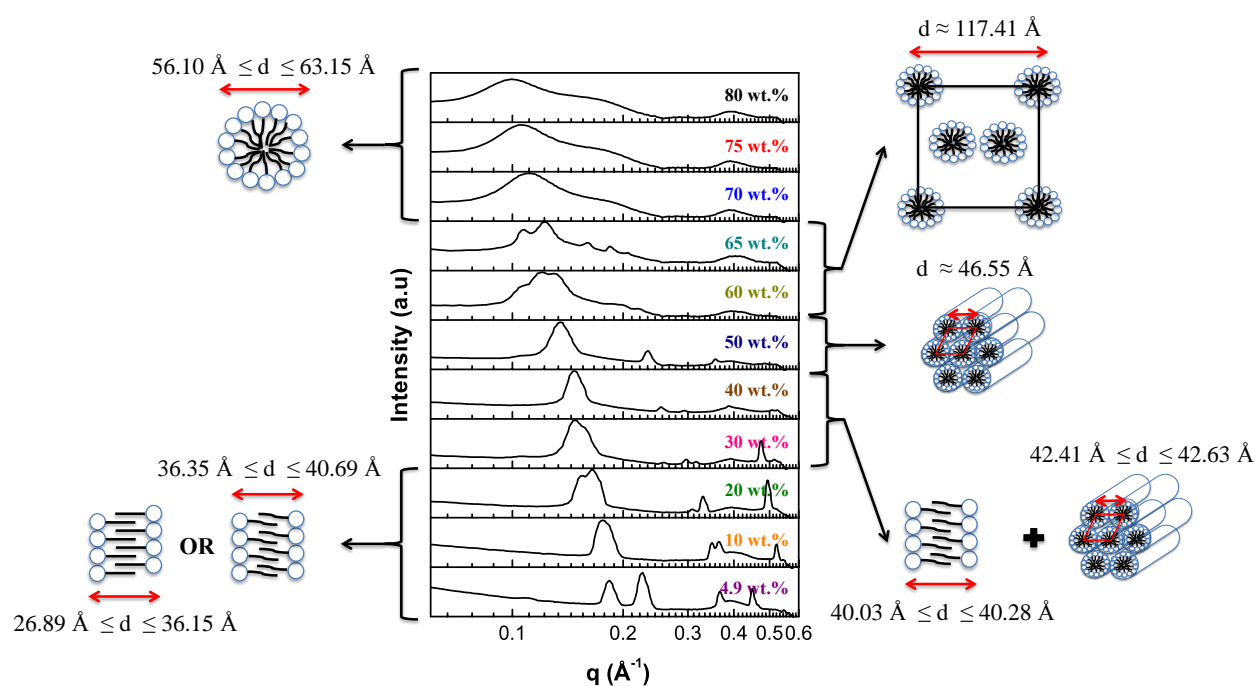 d ≈ 117.41 Å
56.10 Å ≤ d ≤ 63.15 Å
80 wt.%
75 wt.%
70 wt.%
65 wt.%
60 wt.%
50 wt.%
40 wt.%
30 wt.%
20 wt.%
10 wt.%
4.9 wt.%
Intensity (a.u)
0.1 0.2 0.3 0.4 0.5 0.6
q (Å⁻¹)
d ≈ 46.55 Å
36.35 Å ≤ d ≤ 40.69 Å
OR
26.89 Å ≤ d ≤ 36.15 Å
42.41 Å ≤ d ≤ 42.63 Å
40.03 Å ≤ d ≤ 40.28 Å